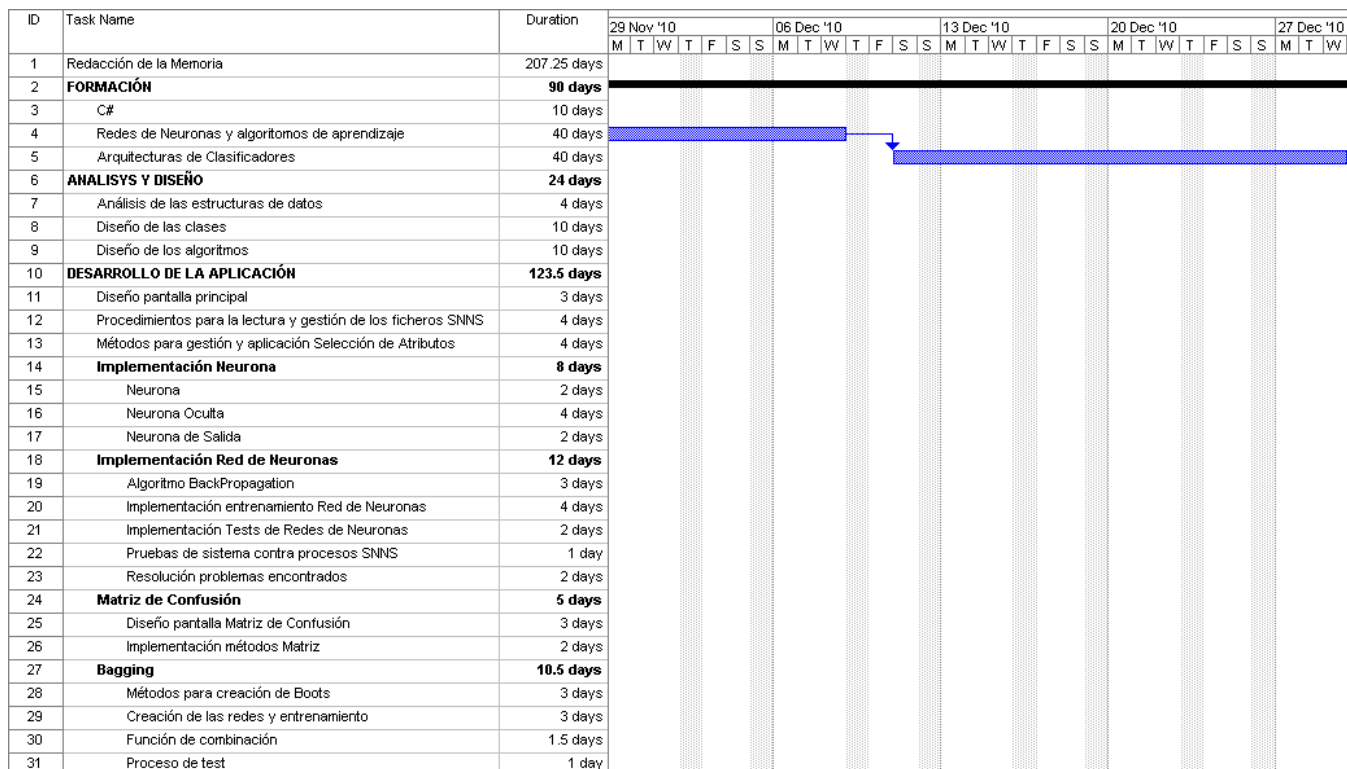 ID Task Name Duration 29 Nov '10 06 Dec '10 13 Dec '10 20 Dec '10 27 Dec '10
M T W T F S S M T W T F S S M T W T F S S M T W T F S S M T W
1 Redacción de la Memoria 207.25 days
2 FORMACIÓN 90 days
3 C# 10 days
4 Redes de Neuronas y algoritomos de aprendizaje 40 days
5 Arquitecturas de Clasificadores 40 days
6 ANALISYS Y DISEÑO 24 days
7 Análisis de las estructuras de datos 4 days
8 Diseño de las clases 10 days
9 Diseño de los algoritmos 10 days
10 DESARROLLO DE LA APLICACIÓN 123.5 days
11 Diseño pantalla principal 3 days
12 Procedimientos para la lectura y gestión de los ficheros SNNS 4 days
13 Métodos para gestión y aplicación Selección de Atributos 4 days
14 Implementación Neurona 8 days
15 Neurona 2 days
16 Neurona Oculta 4 days
17 Neurona de Salida 2 days
18 Implementación Red de Neuronas 12 days
19 Algoritmo BackPropagation 3 days
20 Implementación entrenamiento Red de Neuronas 4 days
21 Implementación Tests de Redes de Neuronas 2 days
22 Pruebas de sistema contra procesos SNNS 1 day
23 Resolución problemas encontrados 2 days
24 Matriz de Confusión 5 days
25 Diseño pantalla Matriz de Confusión 3 days
26 Implementación métodos Matriz 2 days
27 Bagging 10.5 days
28 Métodos para creación de Boots 3 days
29 Creación de las redes y entrenamiento 3 days
30 Función de combinación 1.5 days
31 Proceso de test 1 day